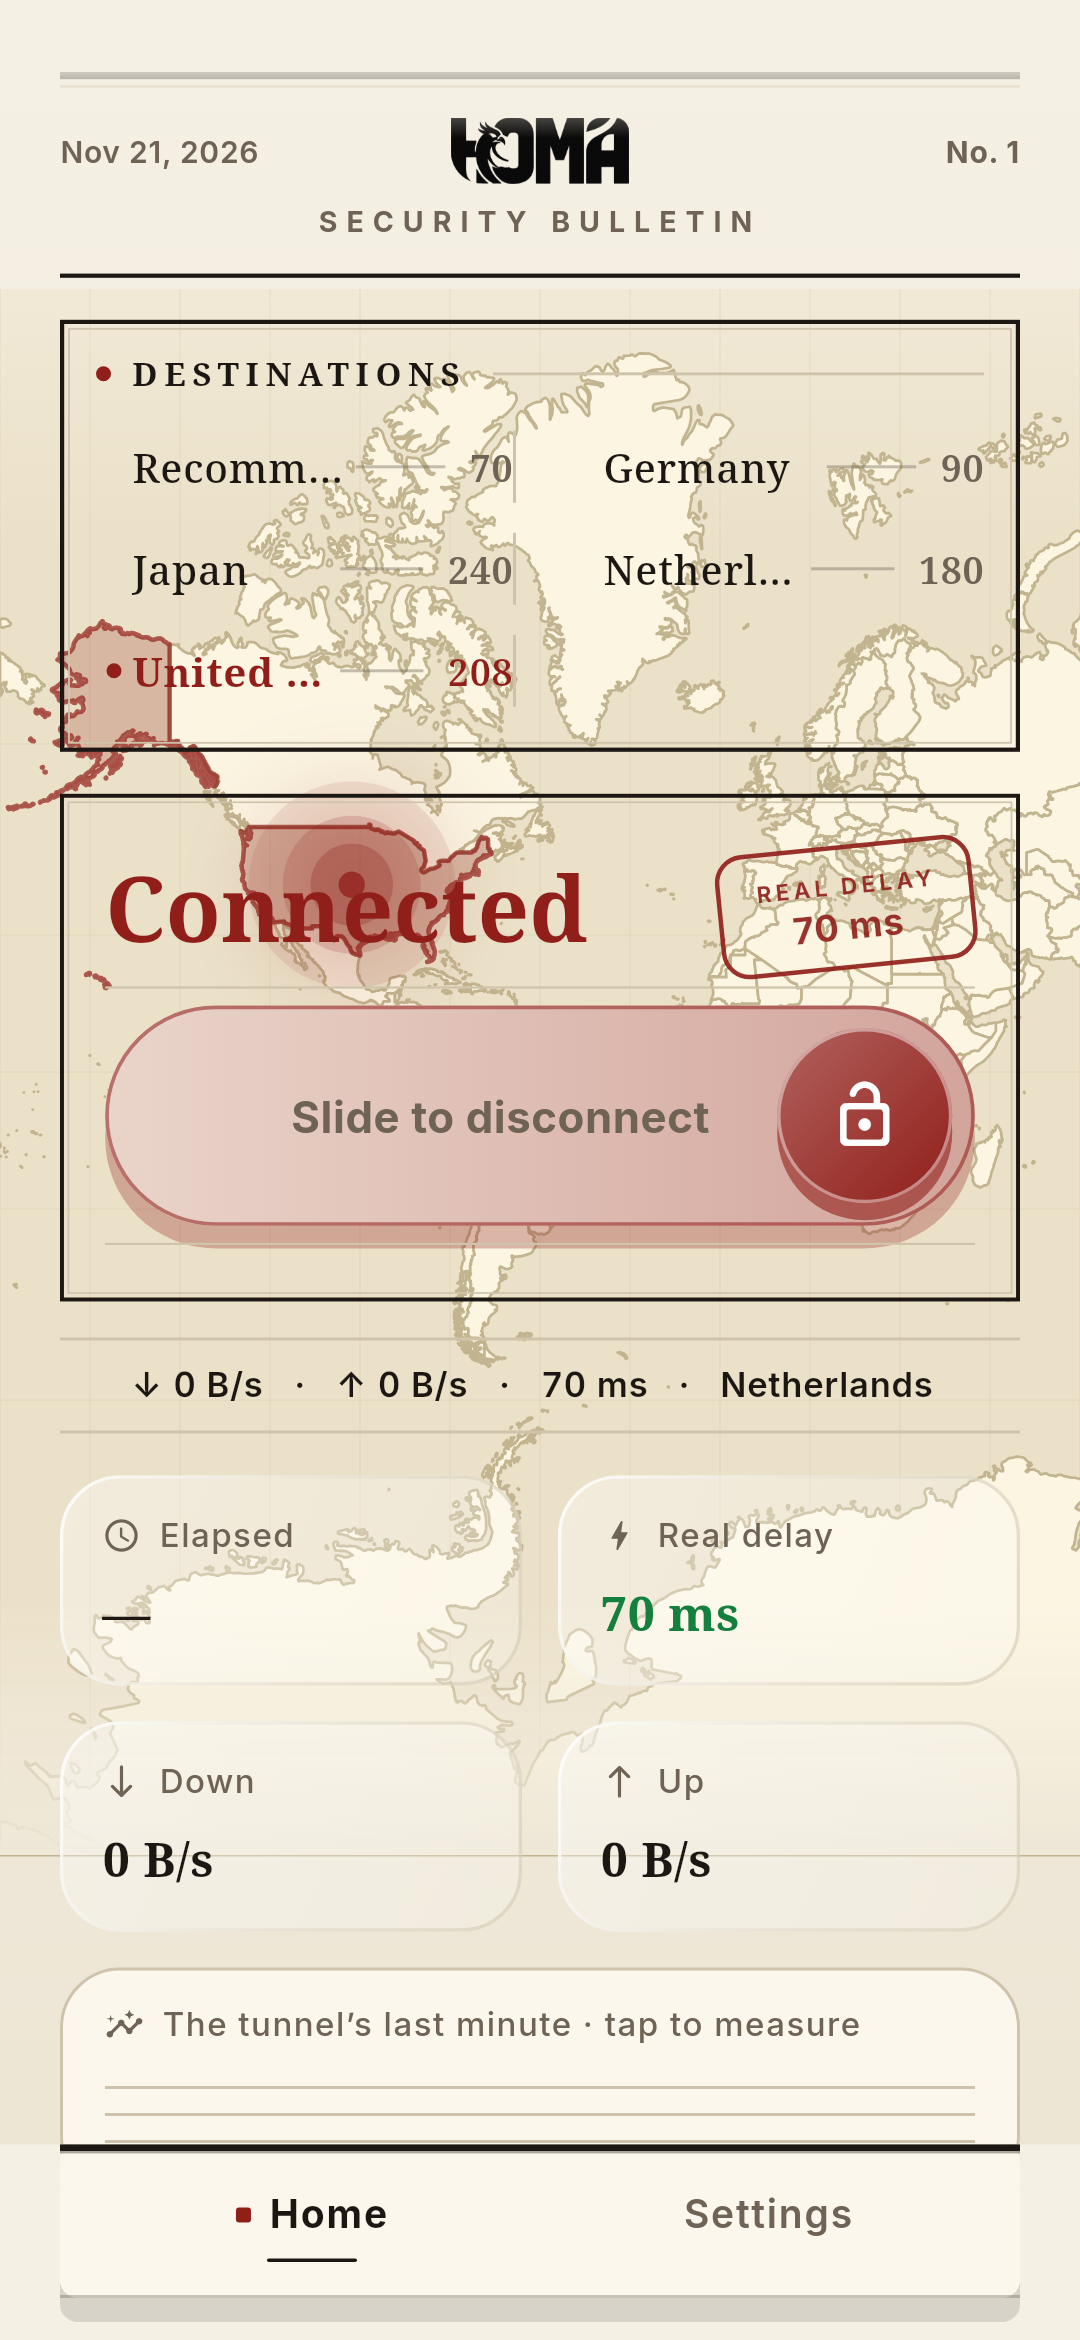 Nov 21, 2026
HOMA
No. 1
SECURITY BULLETIN
DESTINATIONS
Recomm... 70
Germany 90
Japan 240
Netherl... 180
United ... 208
Connected
REAL DELAY
70 ms
Slide to disconnect
↓ 0 B/s · ↑ 0 B/s · 70 ms · Netherlands
Elapsed
—
Real delay
70 ms
Down
0 B/s
Up
0 B/s
The tunnel’s last minute · tap to measure
Home
Settings